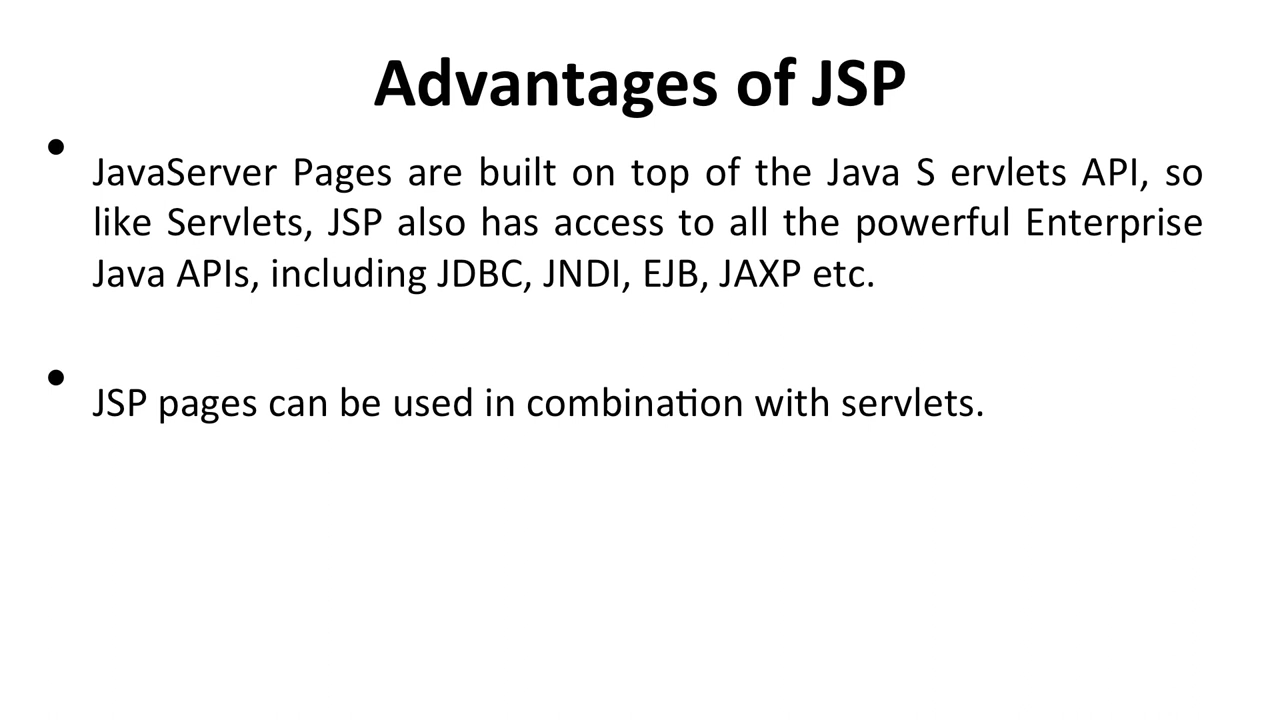 Advantages of JSP
• JavaServer Pages are built on top of the Java S ervlets API, so
like Servlets, JSP also has access to all the powerful Enterprise
Java APIs, including JDBC, JNDI, EJB, JAXP etc.
• JSP pages can be used in combination with servlets.